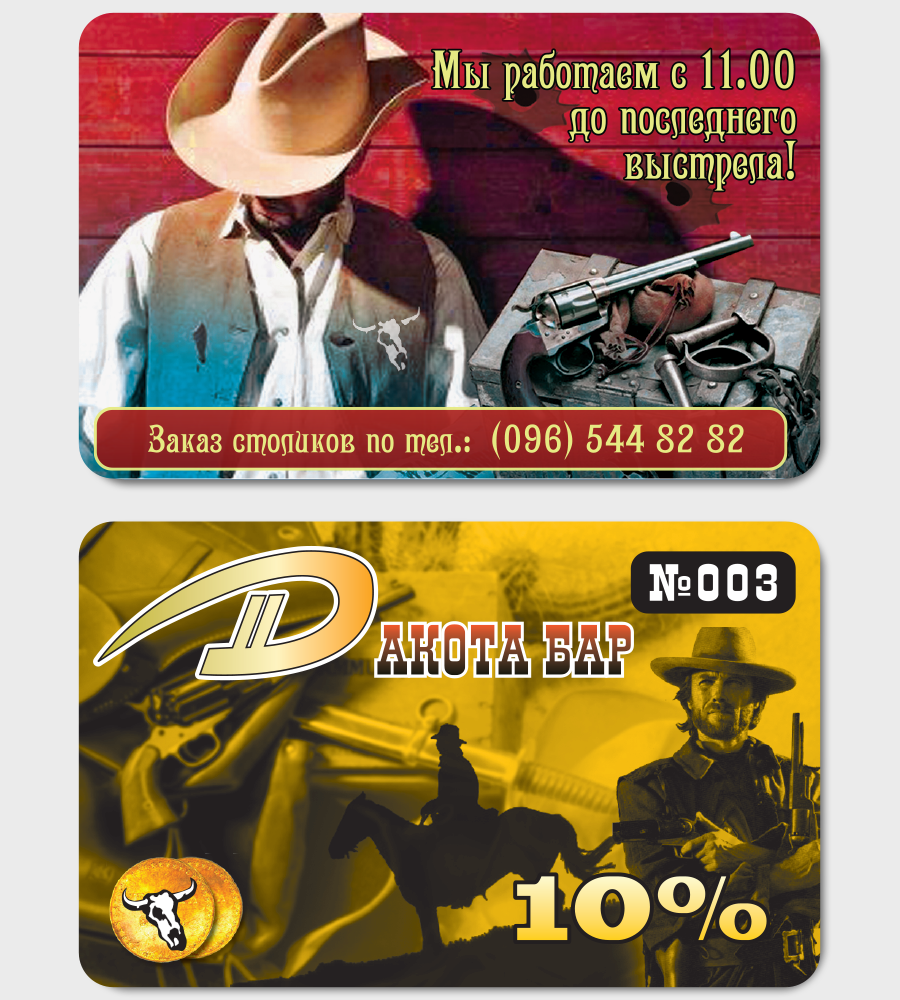 Мы работаем с 11.00
до последнего
выстрела!
Заказ столиков по тел.: (096) 544 82 82
№003
ДАКОТА БАР
10%